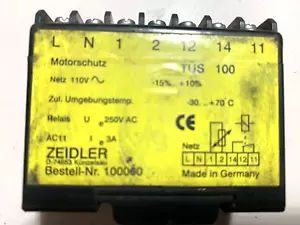 L N 1 2 12 14 11
Motorschutz TUS 100
Netz 110V -15%... +10%
Zul. Umgebungstemp. -30... +70°C
Relais U 250V AC
AC11 I 3A
CE
ZEIDLER
D-74653 Künzelsau
Netz
L N 1 2 14 12 11
Bestell-Nr. 100060
Made in Germany